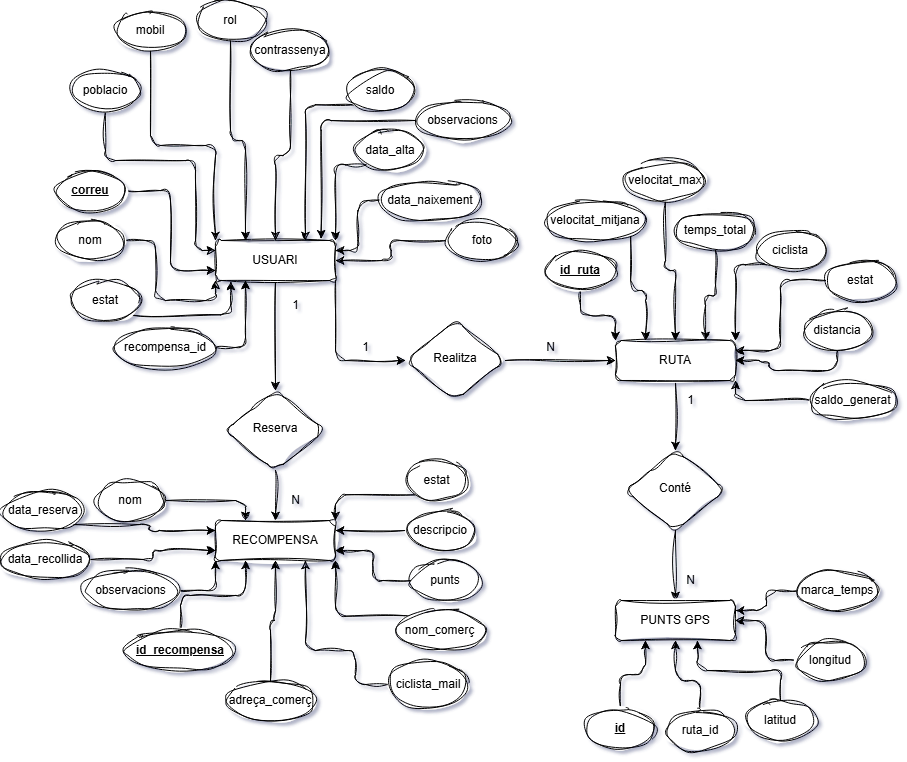 rol
mobil
contrassenya
poblacio
saldo
observacions
data_alta
correu
data_naixement
nom
foto
USUARI
estat
recompensa_id
1
1
Realitza
N
velocitat_max
velocitat_mitjana
temps_total
ciclista
id_ruta
estat
distancia
RUTA
saldo_generat
1
Reserva
N
Conté
N
estat
nom
data_reserva
descripcio
RECOMPENSA
data_recollida
punts
observacions
nom_comerç
id_recompensa
ciclista_mail
adreça_comerç
marca_temps
PUNTS GPS
longitud
latitud
id
ruta_id